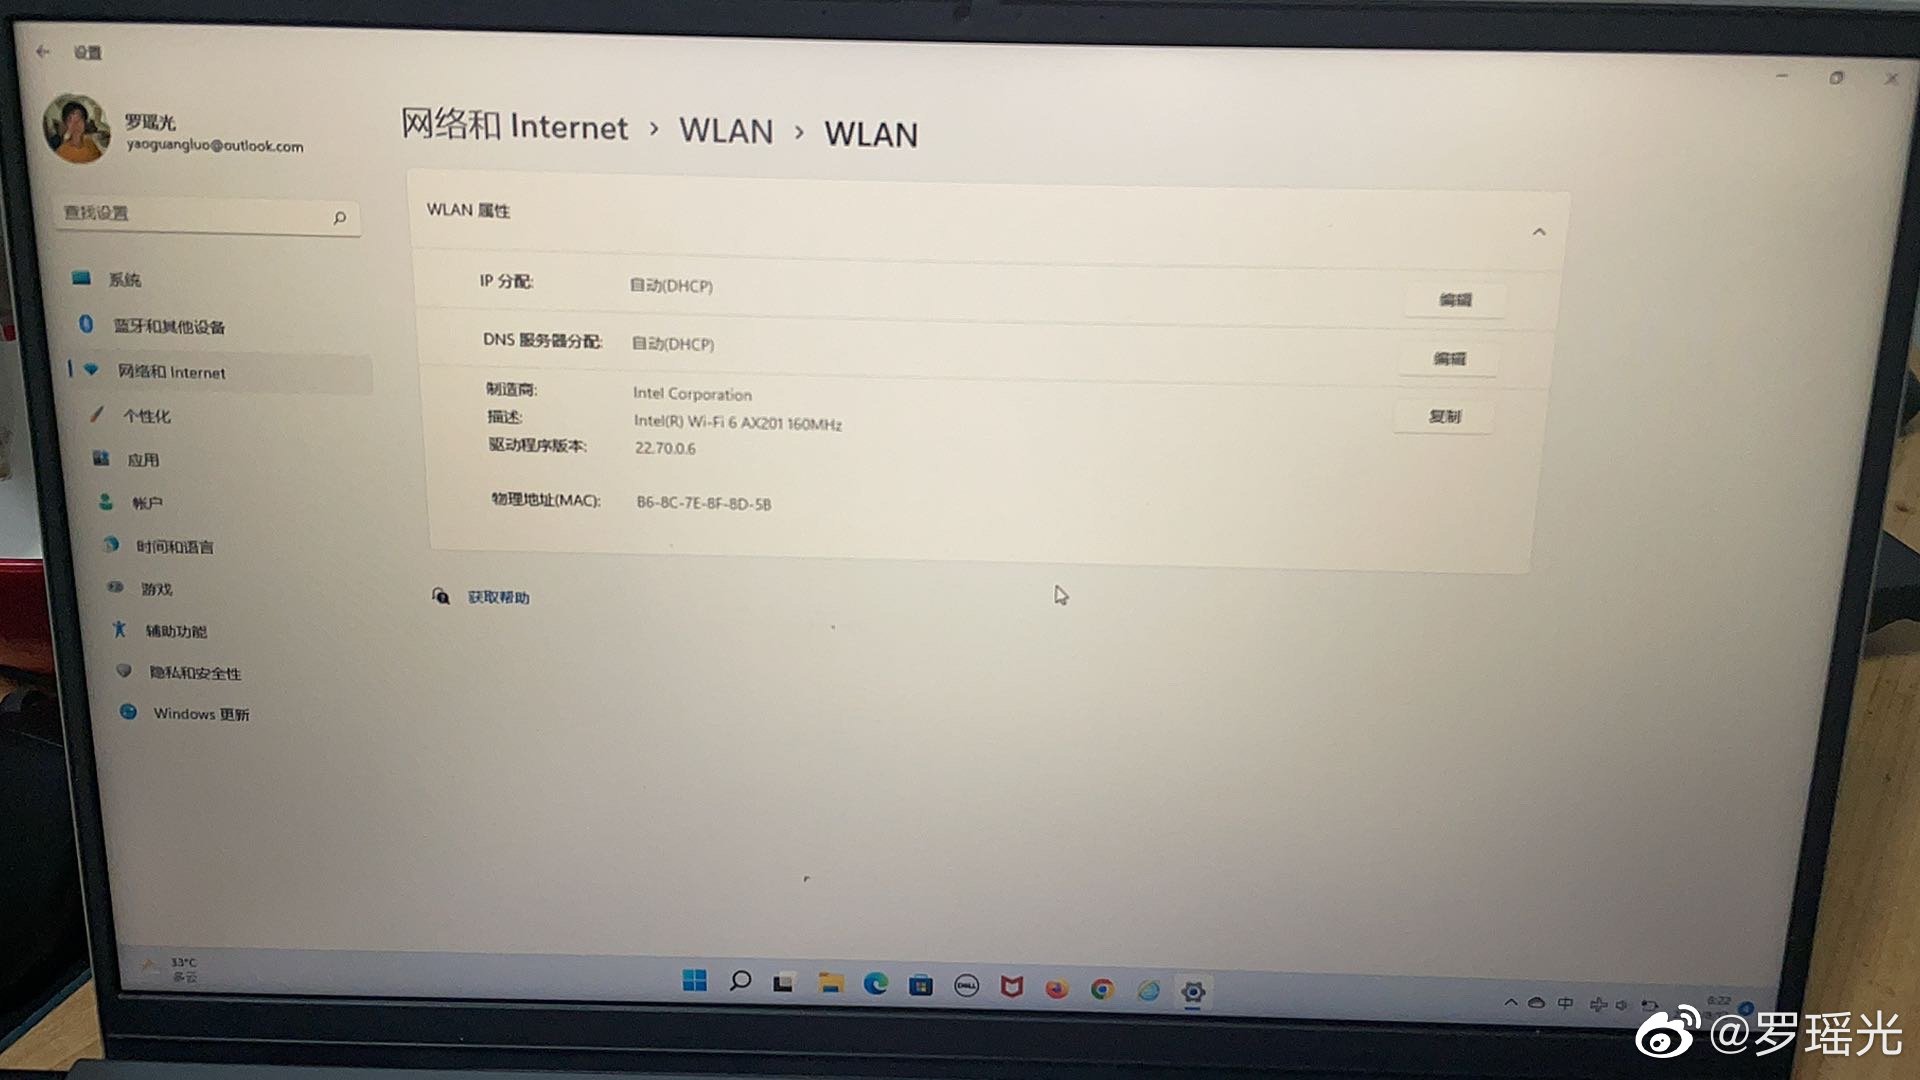 设置
罗瑶光
yaoguangluo@outlook.com
查找设置
系统
蓝牙和其他设备
网络和 Internet
个性化
应用
帐户
时间和语言
游戏
辅助功能
隐私和安全性
Windows 更新
网络和 Internet › WLAN › WLAN
WLAN 属性
IP 分配: 自动(DHCP) 编辑
DNS 服务器分配: 自动(DHCP) 编辑
制造商: Intel Corporation 复制
描述: Intel(R) Wi-Fi 6 AX201 160MHz
驱动程序版本: 22.70.0.6
物理地址(MAC): B6-8C-7E-8F-8D-5B
获取帮助
33°C
多云
DELL
中
6:22
@罗瑶光